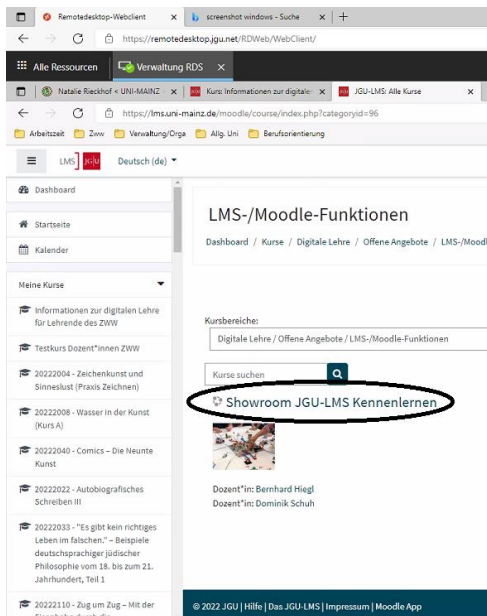 Remotedesktop-Webclient
screenshot windows - Suche
https://remotedesktop.jgu.net/RDWeb/WebClient/
Alle Ressourcen
Verwaltung RDS
Natalie Rieckhof < UNI-MAINZ
Kurs: Informationen zur digitalen
JGU-LMS: Alle Kurse
https://lms.uni-mainz.de/moodle/course/index.php?categoryid=96
Arbeitszeit
Zww
Verwaltung/Orga
Allg. Uni
Berufsorientierung
LMS JG|U
Deutsch (de)
Dashboard
Startseite
Kalender
Meine Kurse
Informationen zur digitalen Lehre
für Lehrende des ZWW
Testkurs Dozent*innen ZWW
20222004 - Zeichenkunst und
Sinneslust (Praxis Zeichnen)
20222008 - Wasser in der Kunst
(Kurs A)
20222040 - Comics – Die Neunte
Kunst
20222022 - Autobiografisches
Schreiben III
20222033 - "Es gibt kein richtiges
Leben im falschen." – Beispiele
deutschsprachiger jüdischer
Philosophie vom 18. bis zum 21.
Jahrhundert, Teil 1
20222110 - Zug um Zug – Mit der
LMS-/Moodle-Funktionen
Dashboard / Kurse / Digitale Lehre / Offene Angebote / LMS-/Moodl
Kursbereiche:
Digitale Lehre / Offene Angebote / LMS-/Moodle-Funktionen
Kurse suchen
Showroom JGU-LMS Kennenlernen
Dozent*in: Bernhard Hiegl
Dozent*in: Dominik Schuh
© 2022 JGU | Hilfe | Das JGU-LMS | Impressum | Moodle App